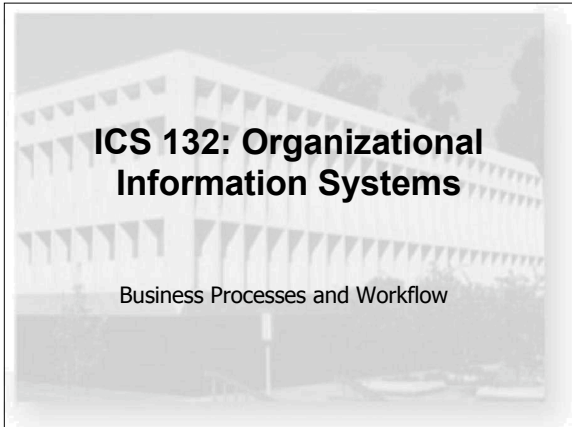 ICS 132: Organizational
Information Systems
Business Processes and Workflow